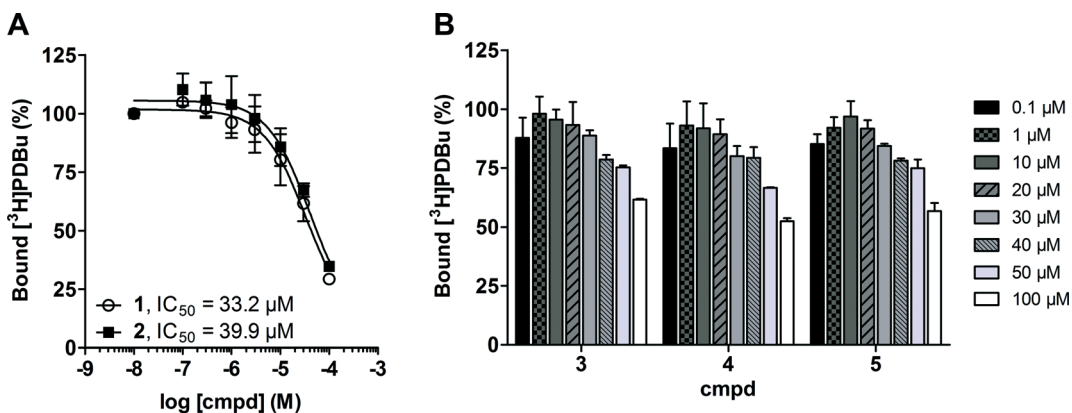 A
Bound [³H]PDBu (%)
125
100
75
50
25
0
1, IC₅₀ = 33.2 µM
2, IC₅₀ = 39.9 µM
-9 -8 -7 -6 -5 -4 -3
log [cmpd] (M)
B
Bound [³H]PDBu (%)
125
100
75
50
25
0
3 4 5
cmpd
0.1 µM
1 µM
10 µM
20 µM
30 µM
40 µM
50 µM
100 µM